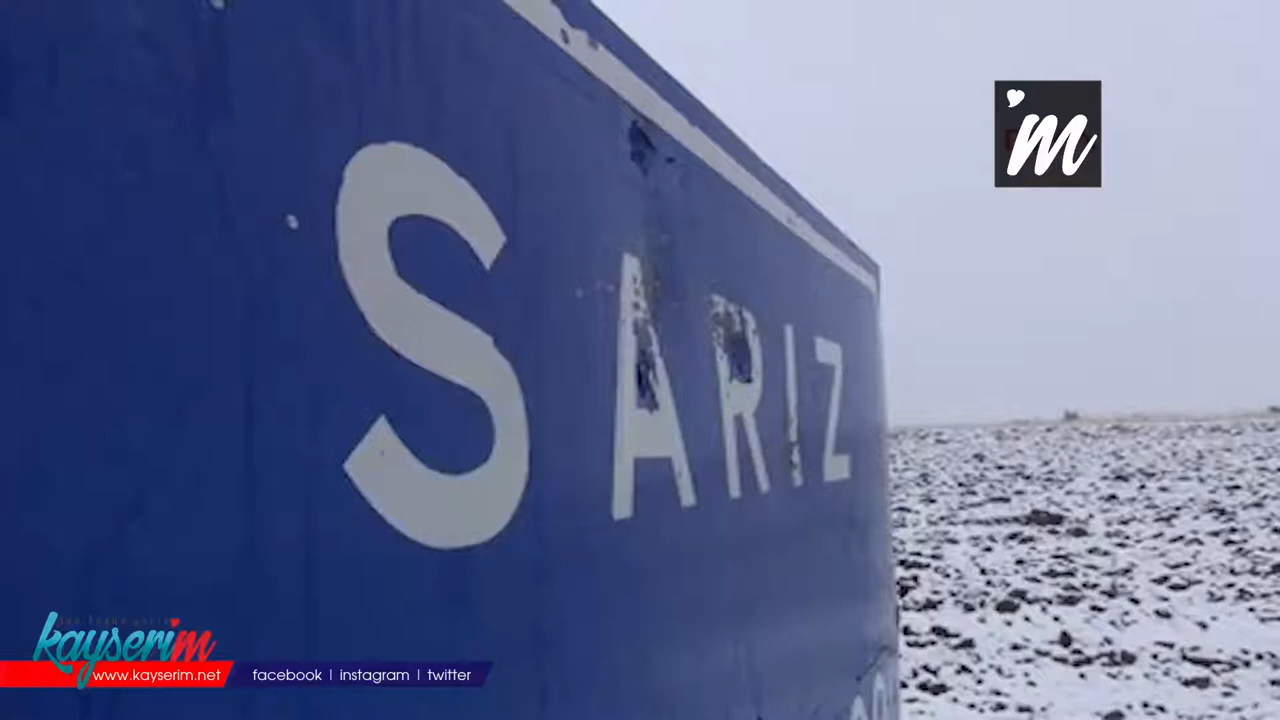 SARIZ
'm
kayserim
www.kayserim.net
facebook | instagram | twitter